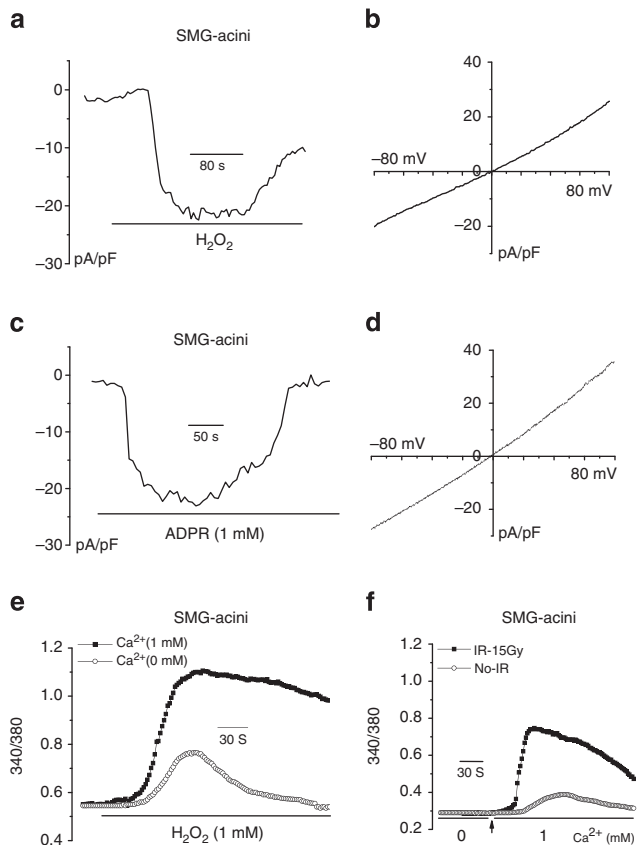 a
SMG-acini
0
−10
−20
−30
80 s
H₂O₂
pA/pF
b
40
20
0
−20
−80 mV
80 mV
pA/pF
c
SMG-acini
0
−10
−20
−30
50 s
ADPR (1 mM)
pA/pF
d
40
20
0
−20
−80 mV
80 mV
pA/pF
e
SMG-acini
Ca²⁺(1 mM)
Ca²⁺(0 mM)
1.2
1.0
0.8
0.6
0.4
340/380
30 S
H₂O₂ (1 mM)
f
SMG-acini
IR-15Gy
No-IR
1.2
1.0
0.8
0.6
0.4
0.2
340/380
30 S
0 1 Ca²⁺ (mM)